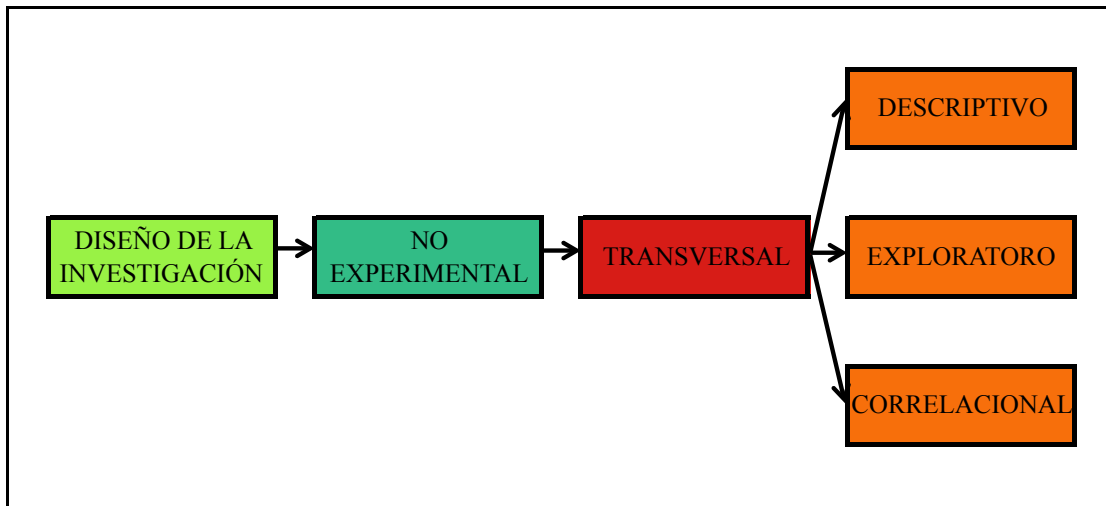 DISEÑO DE LA
INVESTIGACIÓN
NO
EXPERIMENTAL
TRANSVERSAL
DESCRIPTIVO
EXPLORATORO
CORRELACIONAL